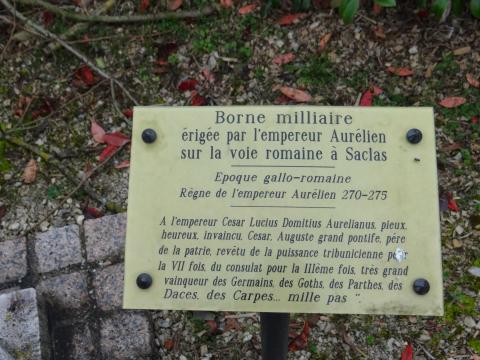 Borne milliaire
érigée par l'empereur Aurélien
sur la voie romaine à Saclas
Epoque gallo-romaine
Règne de l'empereur Aurélien 270-275
A l'empereur Cesar Lucius Domitius Aurelianus, pieux,
heureux, invaincu, Cesar, Auguste grand pontife, père
de la patrie, revêtu de la puissance tribunicienne pour
la VII fois, du consulat pour la IIIème fois, très grand
vainqueur des Germains, des Goths, des Parthes, des
Daces, des Carpes... mille pas "